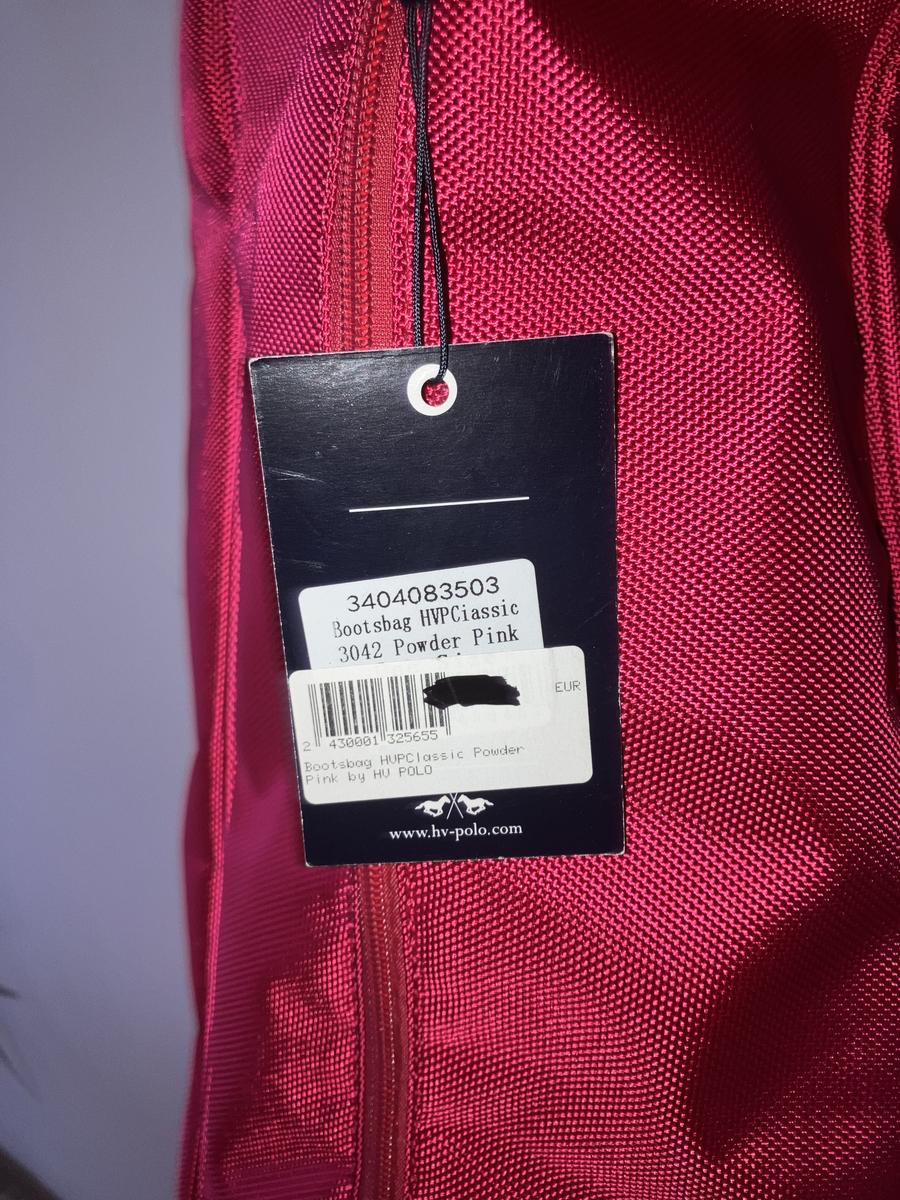 3404083503
Bootsbag HVPCiassic
3042 Powder Pink
EUR
2 430001 325655
Bootsbag HVPClassic Powder
Pink by HV POLO
www.hv-polo.com